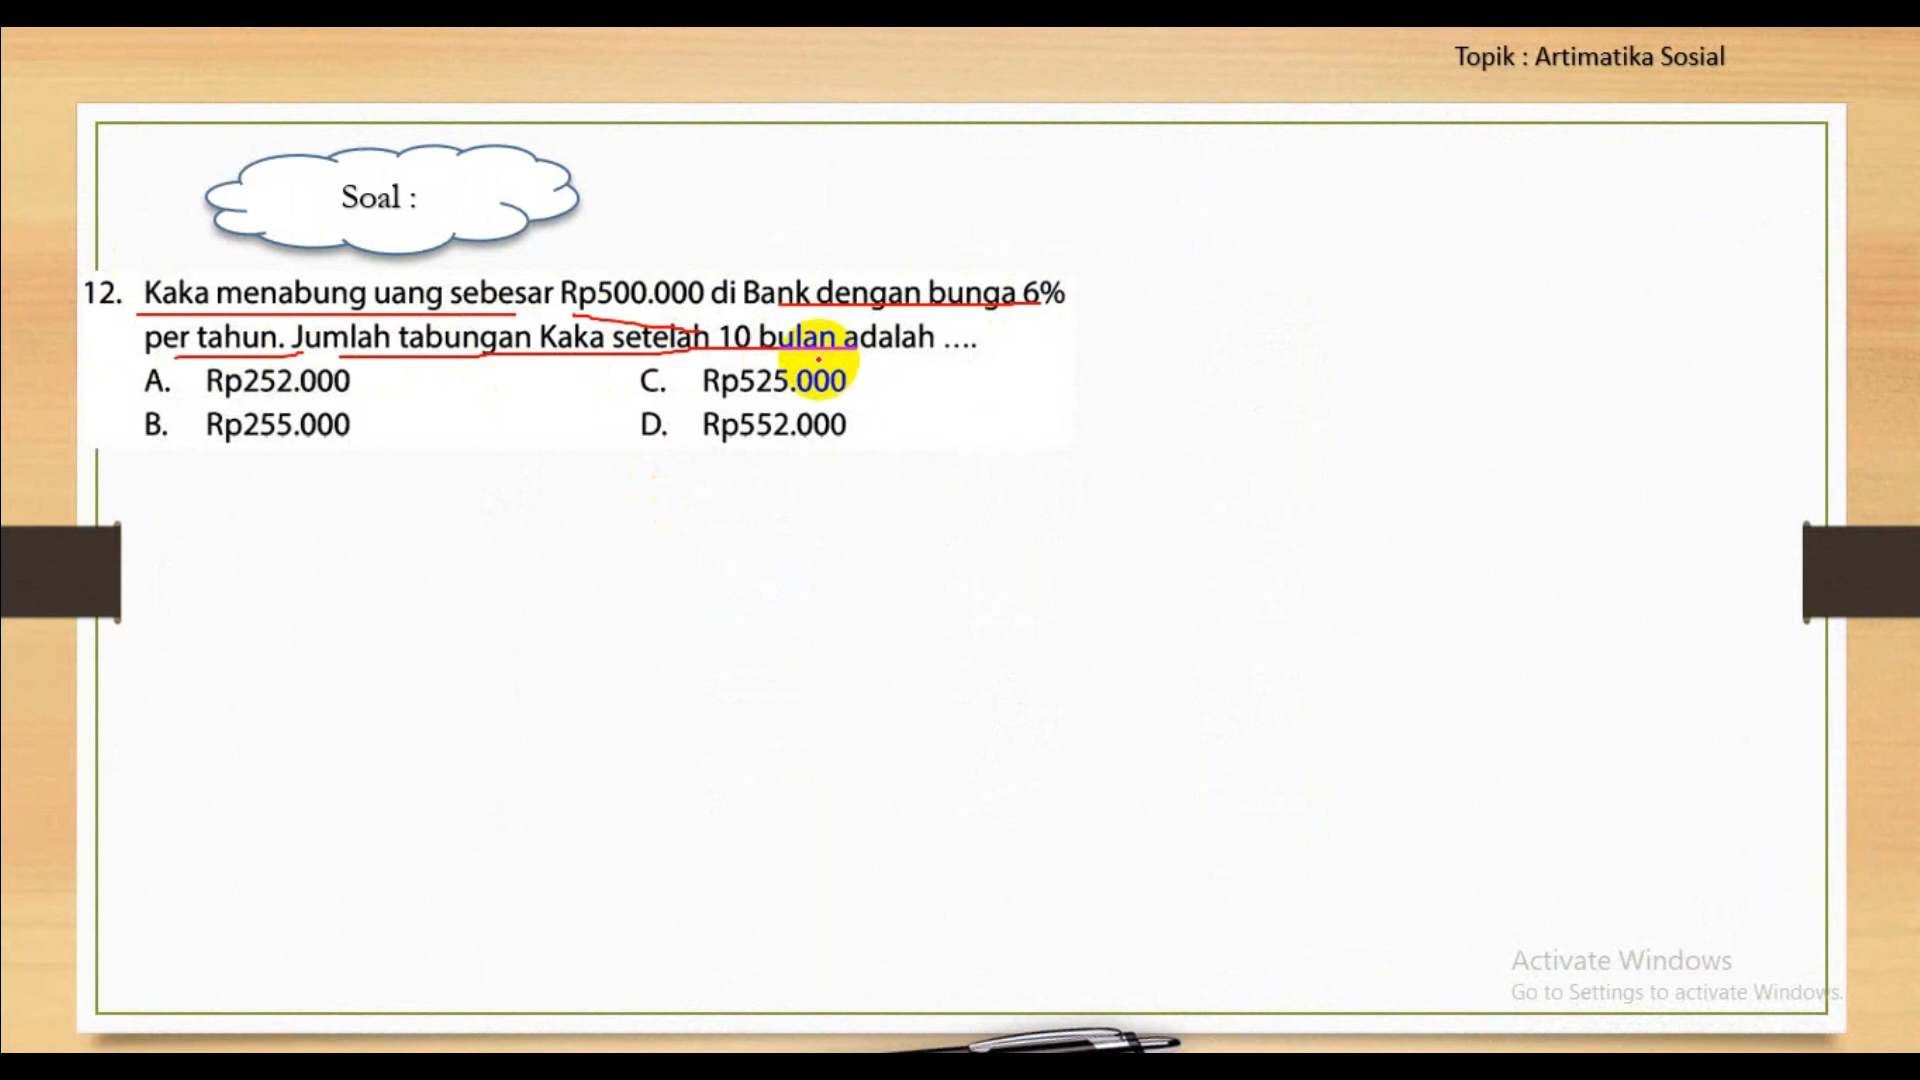 Topik : Artimatika Sosial
Soal :
12. Kaka menabung uang sebesar Rp500.000 di Bank dengan bunga 6%
per tahun. Jumlah tabungan Kaka setelah 10 bulan adalah ....
A. Rp252.000 C. Rp525.000
B. Rp255.000 D. Rp552.000
Activate Windows
Go to Settings to activate Windows.